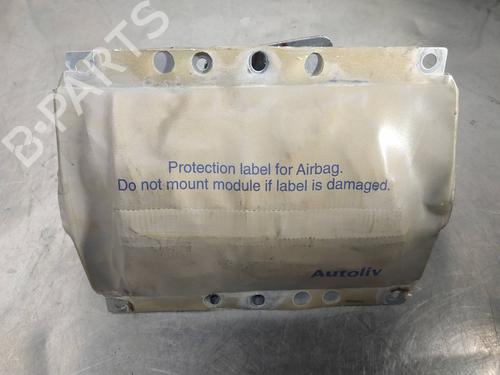 B-PARTS
Protection label for Airbag.
Do not mount module if label is damaged.
Autoliv